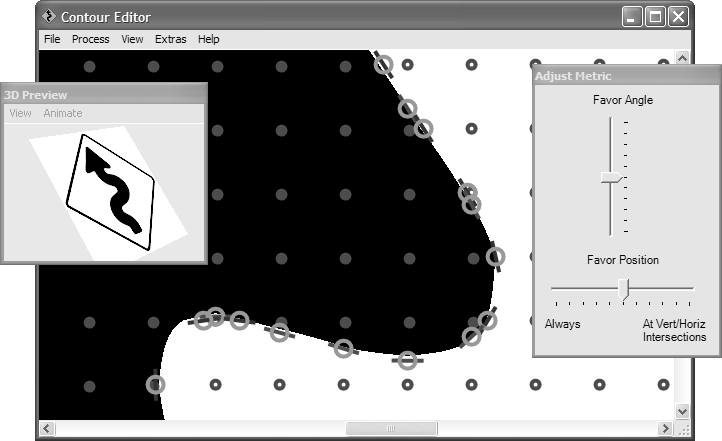 Contour Editor
File Process View Extras Help
3D Preview
View Animate
Adjust Metric
Favor Angle
Favor Position
Always
At Vert/Horiz
Intersections